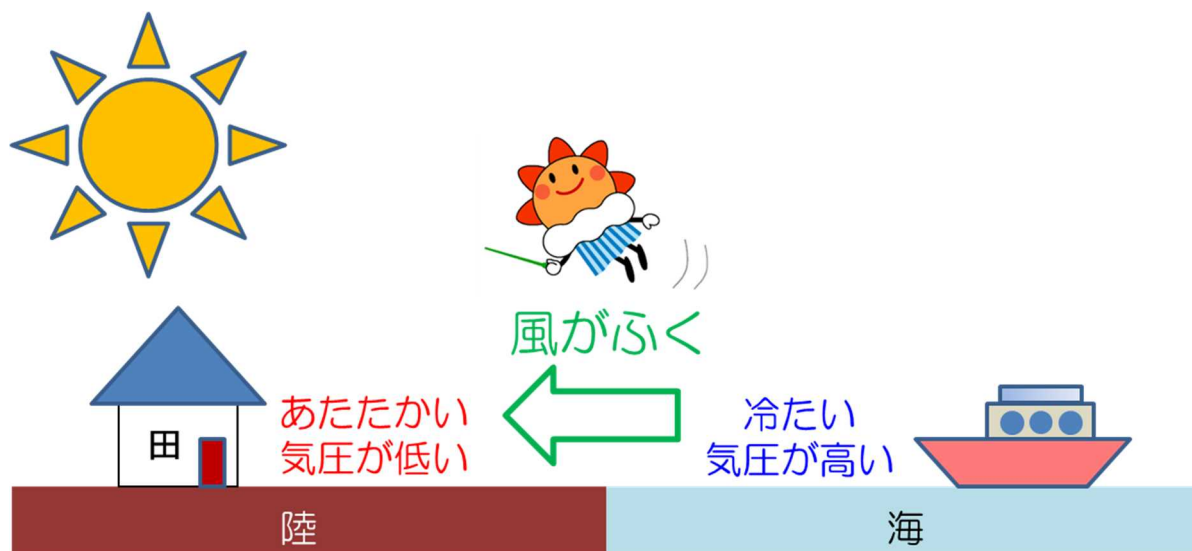 風がふく
あたたかい
気圧が低い
冷たい
気圧が高い
田
陸
海